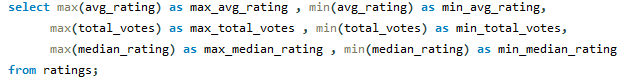 select max(avg_rating) as max_avg_rating , min(avg_rating) as min_avg_rating,
max(total_votes) as max_total_votes , min(total_votes) as min_total_votes,
max(median_rating) as max_median_rating , min(median_rating) as min_median_rating
from ratings;